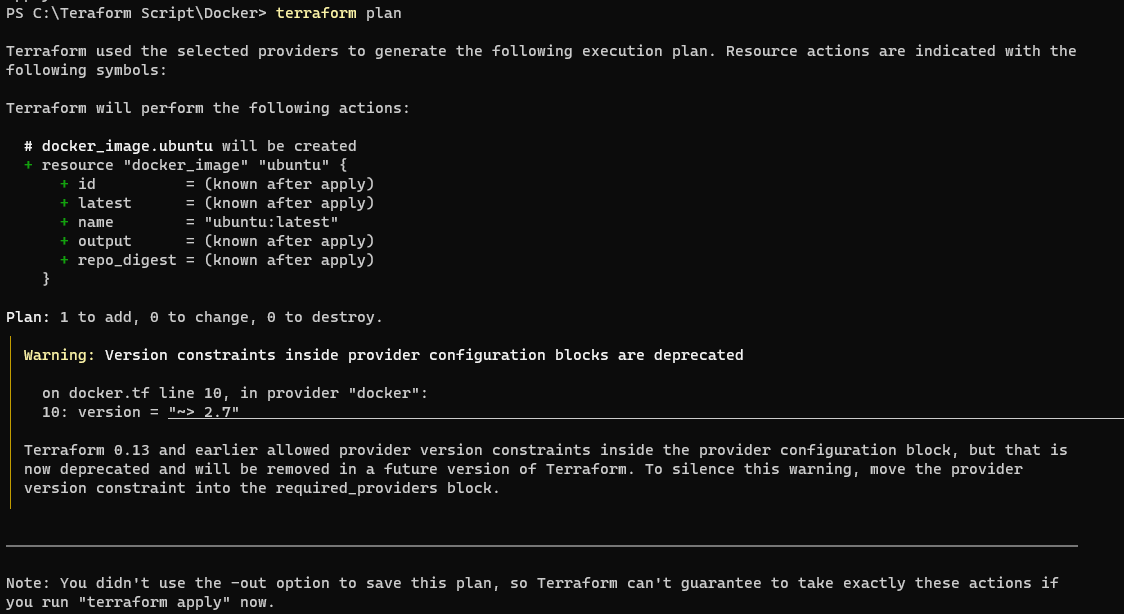 PS C:\Teraform Script\Docker> terraform plan
Terraform used the selected providers to generate the following execution plan. Resource actions are indicated with the
following symbols:
Terraform will perform the following actions:
# docker_image.ubuntu will be created
+ resource "docker_image" "ubuntu" {
+ id          = (known after apply)
+ latest      = (known after apply)
+ name        = "ubuntu:latest"
+ output      = (known after apply)
+ repo_digest = (known after apply)
}
Plan: 1 to add, 0 to change, 0 to destroy.
Warning: Version constraints inside provider configuration blocks are deprecated
on docker.tf line 10, in provider "docker":
10: version = "~> 2.7"
Terraform 0.13 and earlier allowed provider version constraints inside the provider configuration block, but that is
now deprecated and will be removed in a future version of Terraform. To silence this warning, move the provider
version constraint into the required_providers block.
Note: You didn't use the -out option to save this plan, so Terraform can't guarantee to take exactly these actions if
you run "terraform apply" now.